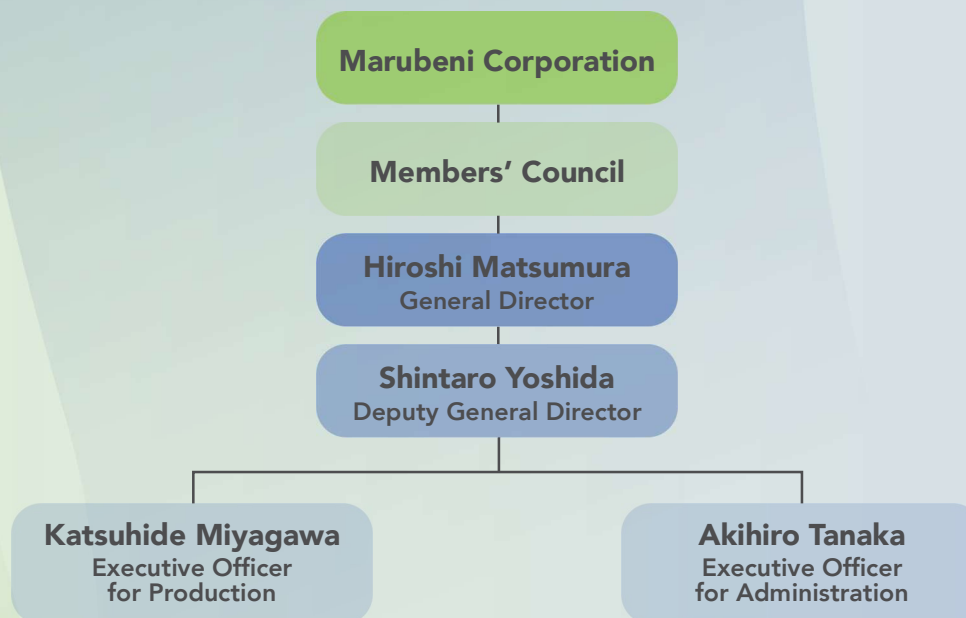 Marubeni Corporation
Members’ Council
Hiroshi Matsumura
General Director
Shintaro Yoshida
Deputy General Director
Katsuhide Miyagawa
Executive Officer
for Production
Akihiro Tanaka
Executive Officer
for Administration